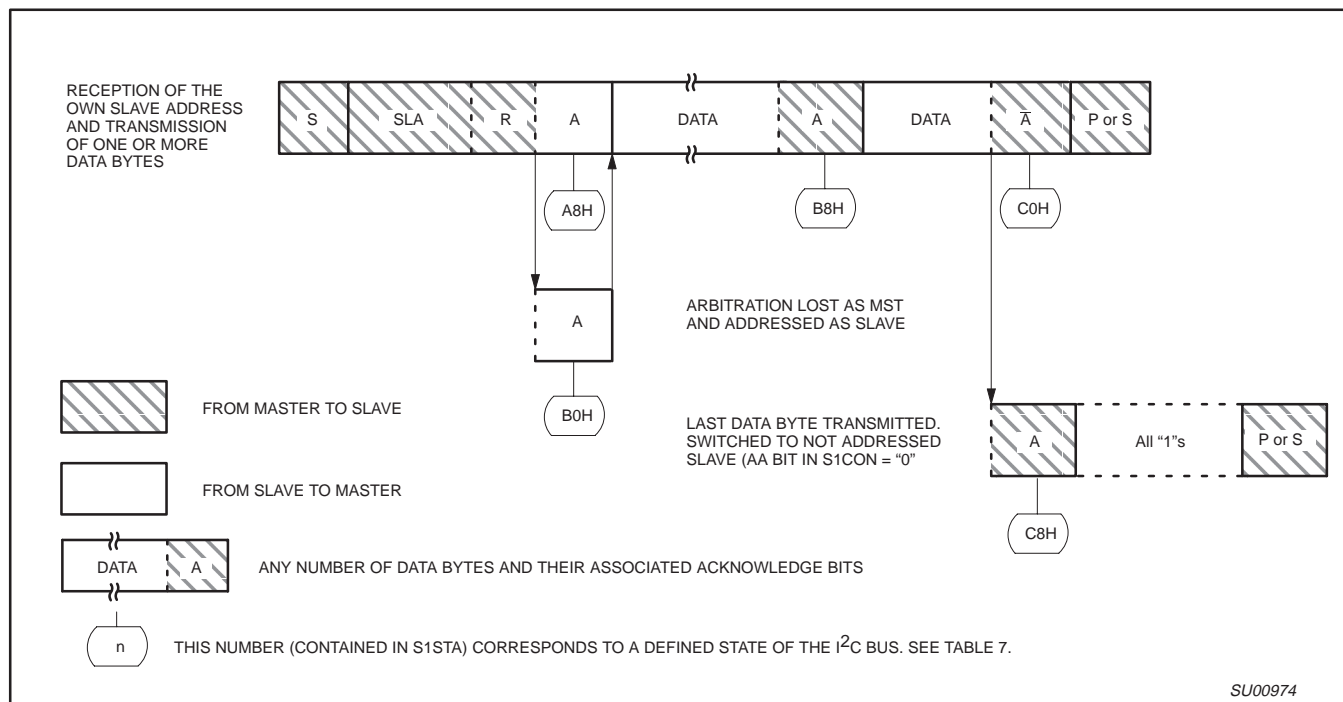 RECEPTION OF THE
OWN SLAVE ADDRESS
AND TRANSMISSION
OF ONE OR MORE
DATA BYTES
S SLA R A DATA A DATA A̅ P or S
A8H B8H C0H
A
B0H
ARBITRATION LOST AS MST
AND ADDRESSED AS SLAVE
LAST DATA BYTE TRANSMITTED.
SWITCHED TO NOT ADDRESSED
SLAVE (AA BIT IN S1CON = “0”
A All “1”s P or S
C8H
FROM MASTER TO SLAVE
FROM SLAVE TO MASTER
DATA A ANY NUMBER OF DATA BYTES AND THEIR ASSOCIATED ACKNOWLEDGE BITS
n THIS NUMBER (CONTAINED IN S1STA) CORRESPONDS TO A DEFINED STATE OF THE I²C BUS. SEE TABLE 7.
SU00974